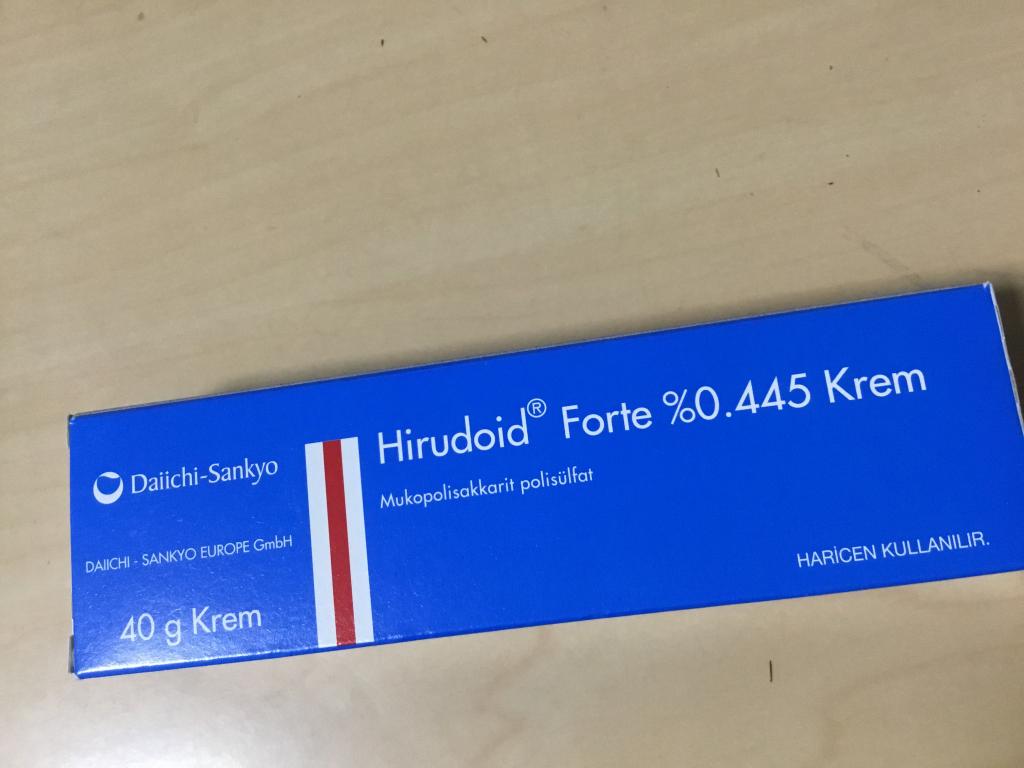 Daiichi-Sankyo
DAIICHI - SANKYO EUROPE GmbH
40 g Krem
Hirudoid® Forte %0.445 Krem
Mukopolisakkarit polisülfat
HARİCEN KULLANILIR.